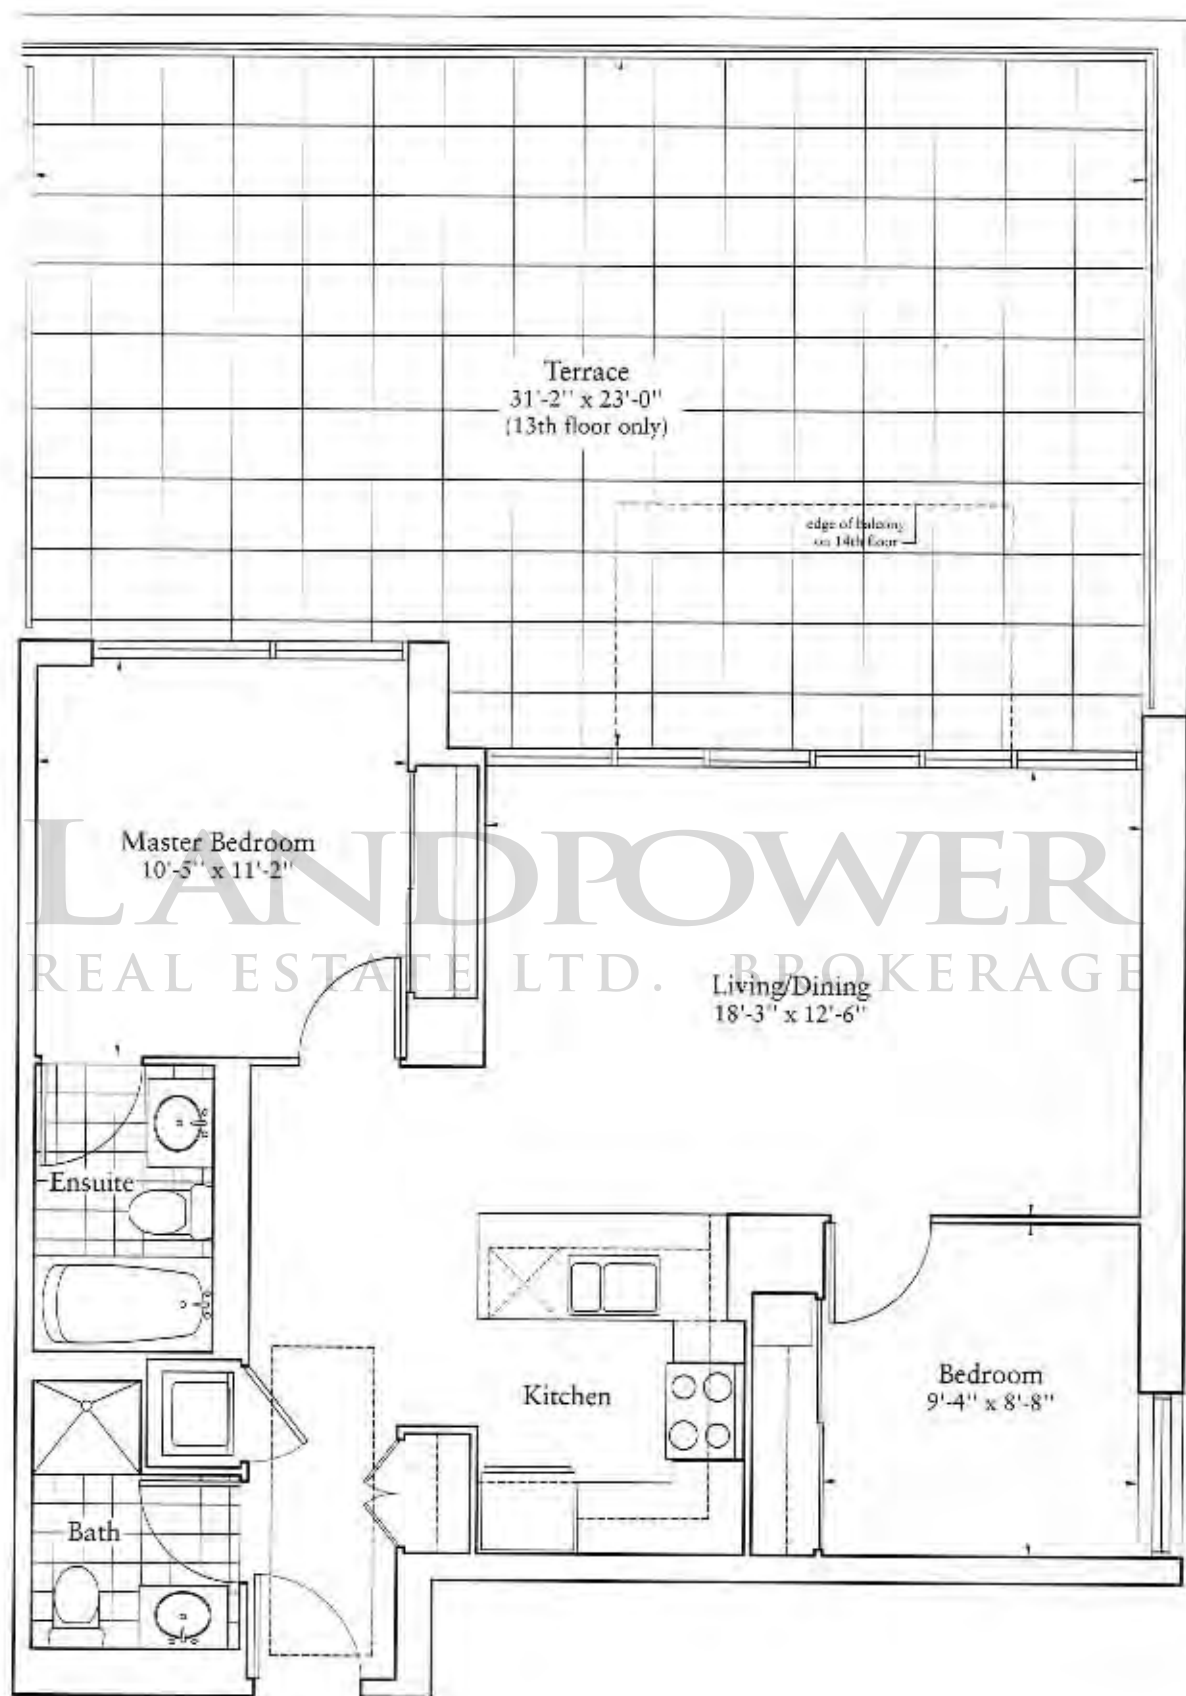 Terrace
31'-2" x 23'-0"
(13th floor only)
edge of balcony
on 14th floor
Master Bedroom
10'-5" x 11'-2"
LANDPOWER
REAL ESTATE LTD. BROKERAGE
Living/Dining
18'-3" x 12'-6"
Ensuite
Kitchen
Bedroom
9'-4" x 8'-8"
Bath